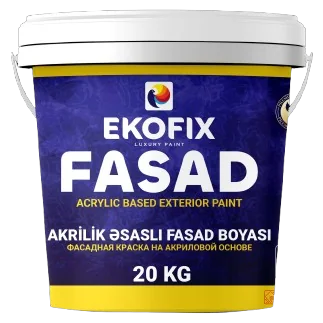 EKOFIX
LUXURY PAINT
FASAD
ACRYLIC BASED EXTERIOR PAINT
AKRİLİK ƏSASLI FASAD BOYASI
ФАСАДНАЯ КРАСКА НА АКРИЛОВОЙ ОСНОВЕ
20 KG